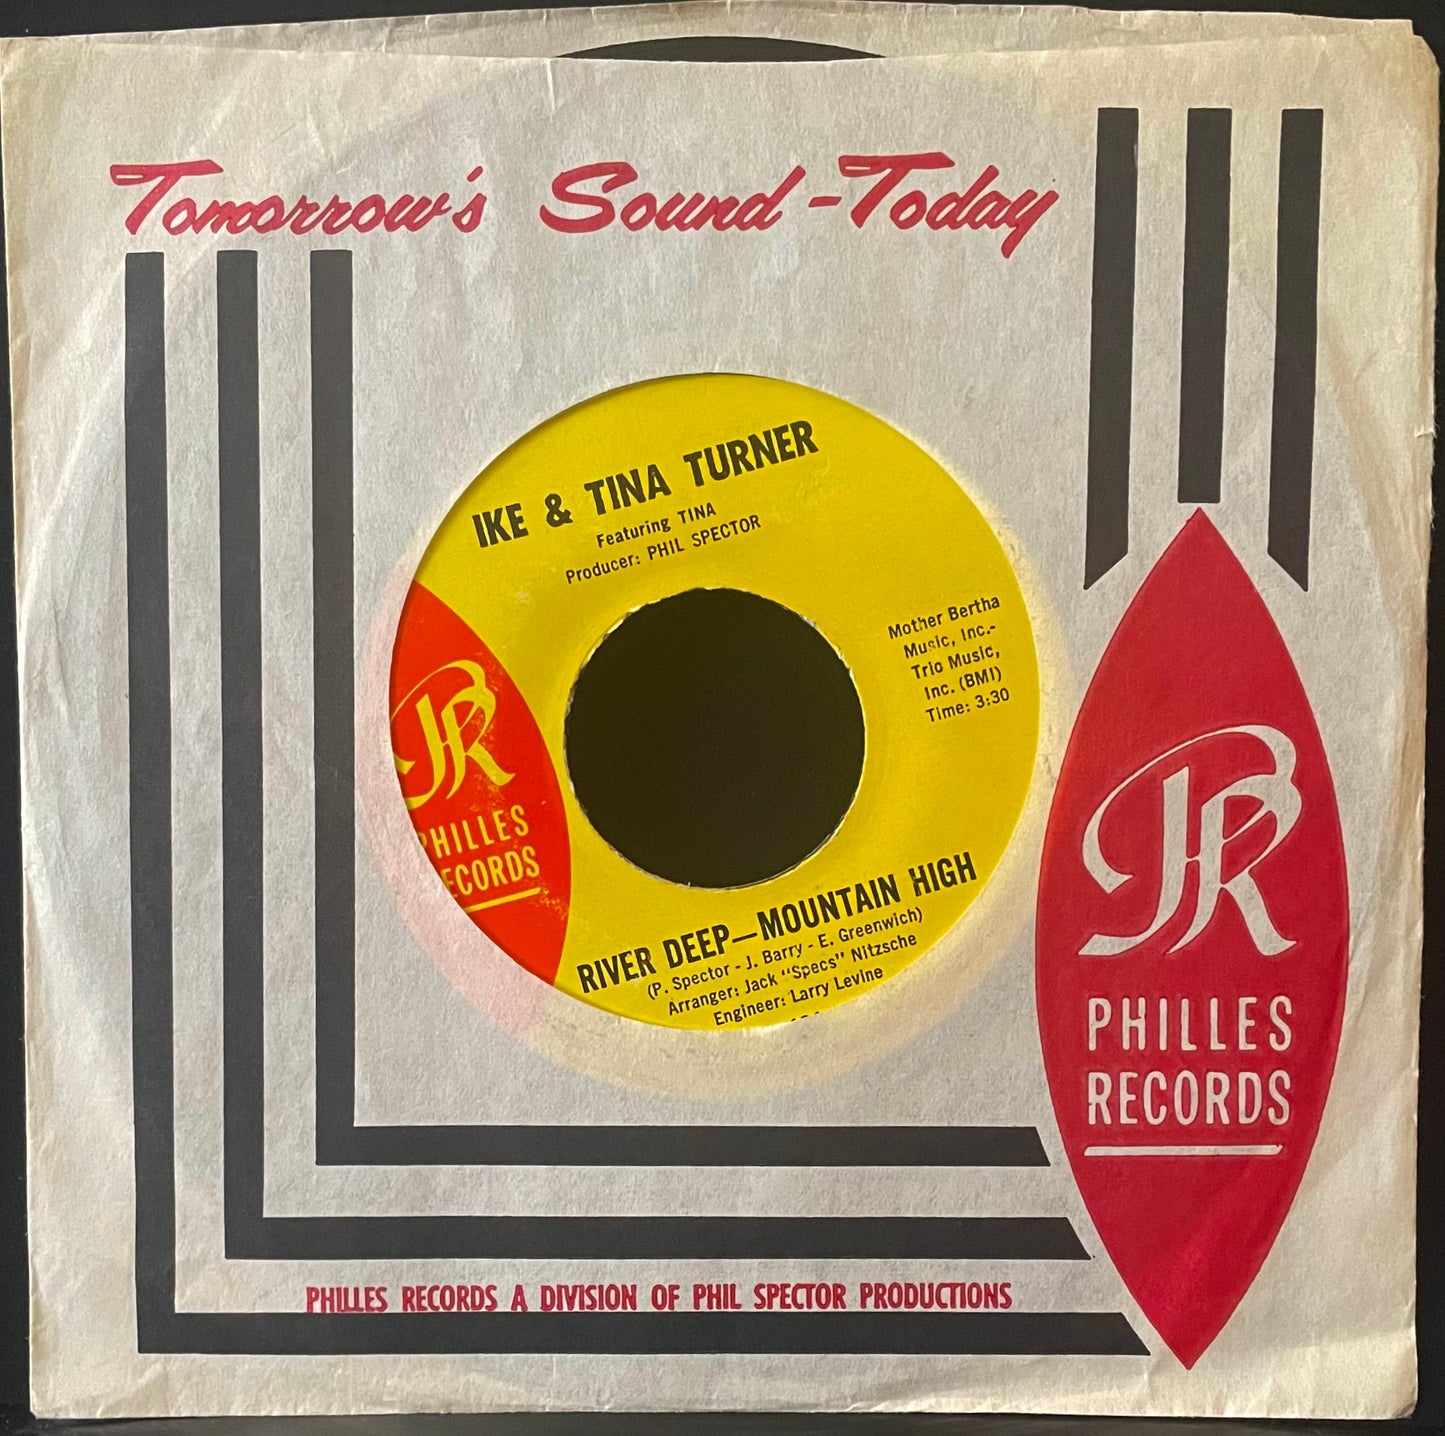 Tomorrow's Sound-Today
IKE & TINA TURNER
Featuring TINA
Producer: PHIL SPECTOR
Mother Bertha
Music, Inc.-
Trio Music,
Inc. (BMI)
Time: 3:30
PHILLES
RECORDS
RIVER DEEP—MOUNTAIN HIGH
(P. Spector - J. Barry - E. Greenwich)
Arranger: Jack "Specs" Nitzsche
Engineer: Larry Levine
PR
PHILLES
RECORDS
PHILLES RECORDS A DIVISION OF PHIL SPECTOR PRODUCTIONS